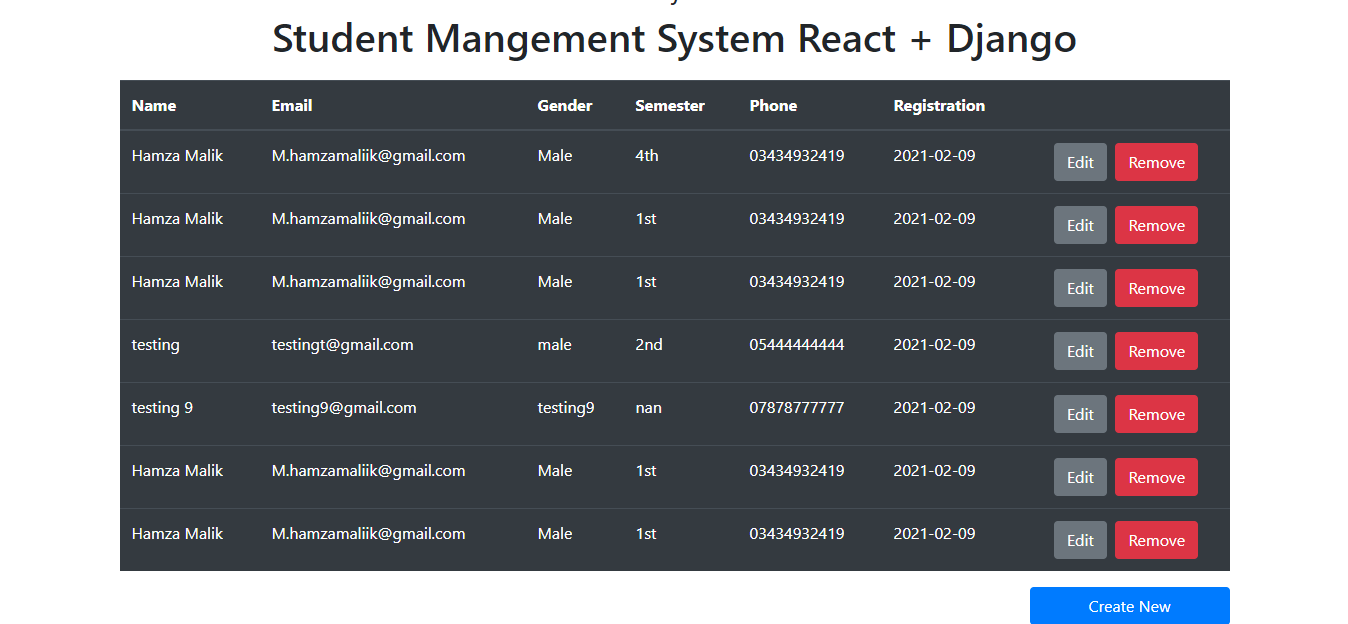 Student Mangement System React + Django
Name Email Gender Semester Phone Registration
Hamza Malik M.hamzamaliik@gmail.com Male 4th 03434932419 2021-02-09 Edit Remove
Hamza Malik M.hamzamaliik@gmail.com Male 1st 03434932419 2021-02-09 Edit Remove
Hamza Malik M.hamzamaliik@gmail.com Male 1st 03434932419 2021-02-09 Edit Remove
testing testingt@gmail.com male 2nd 05444444444 2021-02-09 Edit Remove
testing 9 testing9@gmail.com testing9 nan 07878777777 2021-02-09 Edit Remove
Hamza Malik M.hamzamaliik@gmail.com Male 1st 03434932419 2021-02-09 Edit Remove
Hamza Malik M.hamzamaliik@gmail.com Male 1st 03434932419 2021-02-09 Edit Remove
Create New